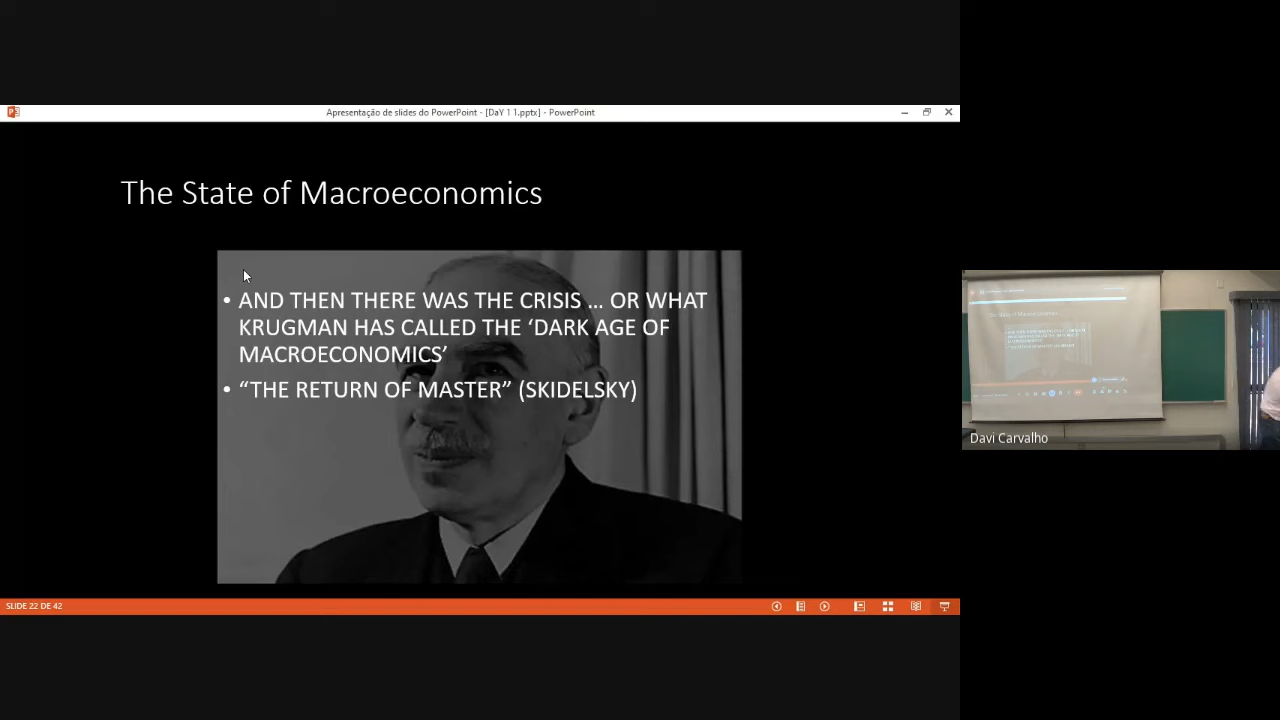 Apresentação de slides do PowerPoint - [DaY 1 1.pptx] - PowerPoint
The State of Macroeconomics
• AND THEN THERE WAS THE CRISIS … OR WHAT
KRUGMAN HAS CALLED THE ‘DARK AGE OF
MACROECONOMICS’
• “THE RETURN OF MASTER” (SKIDELSKY)
Davi Carvalho
SLIDE 22 DE 42